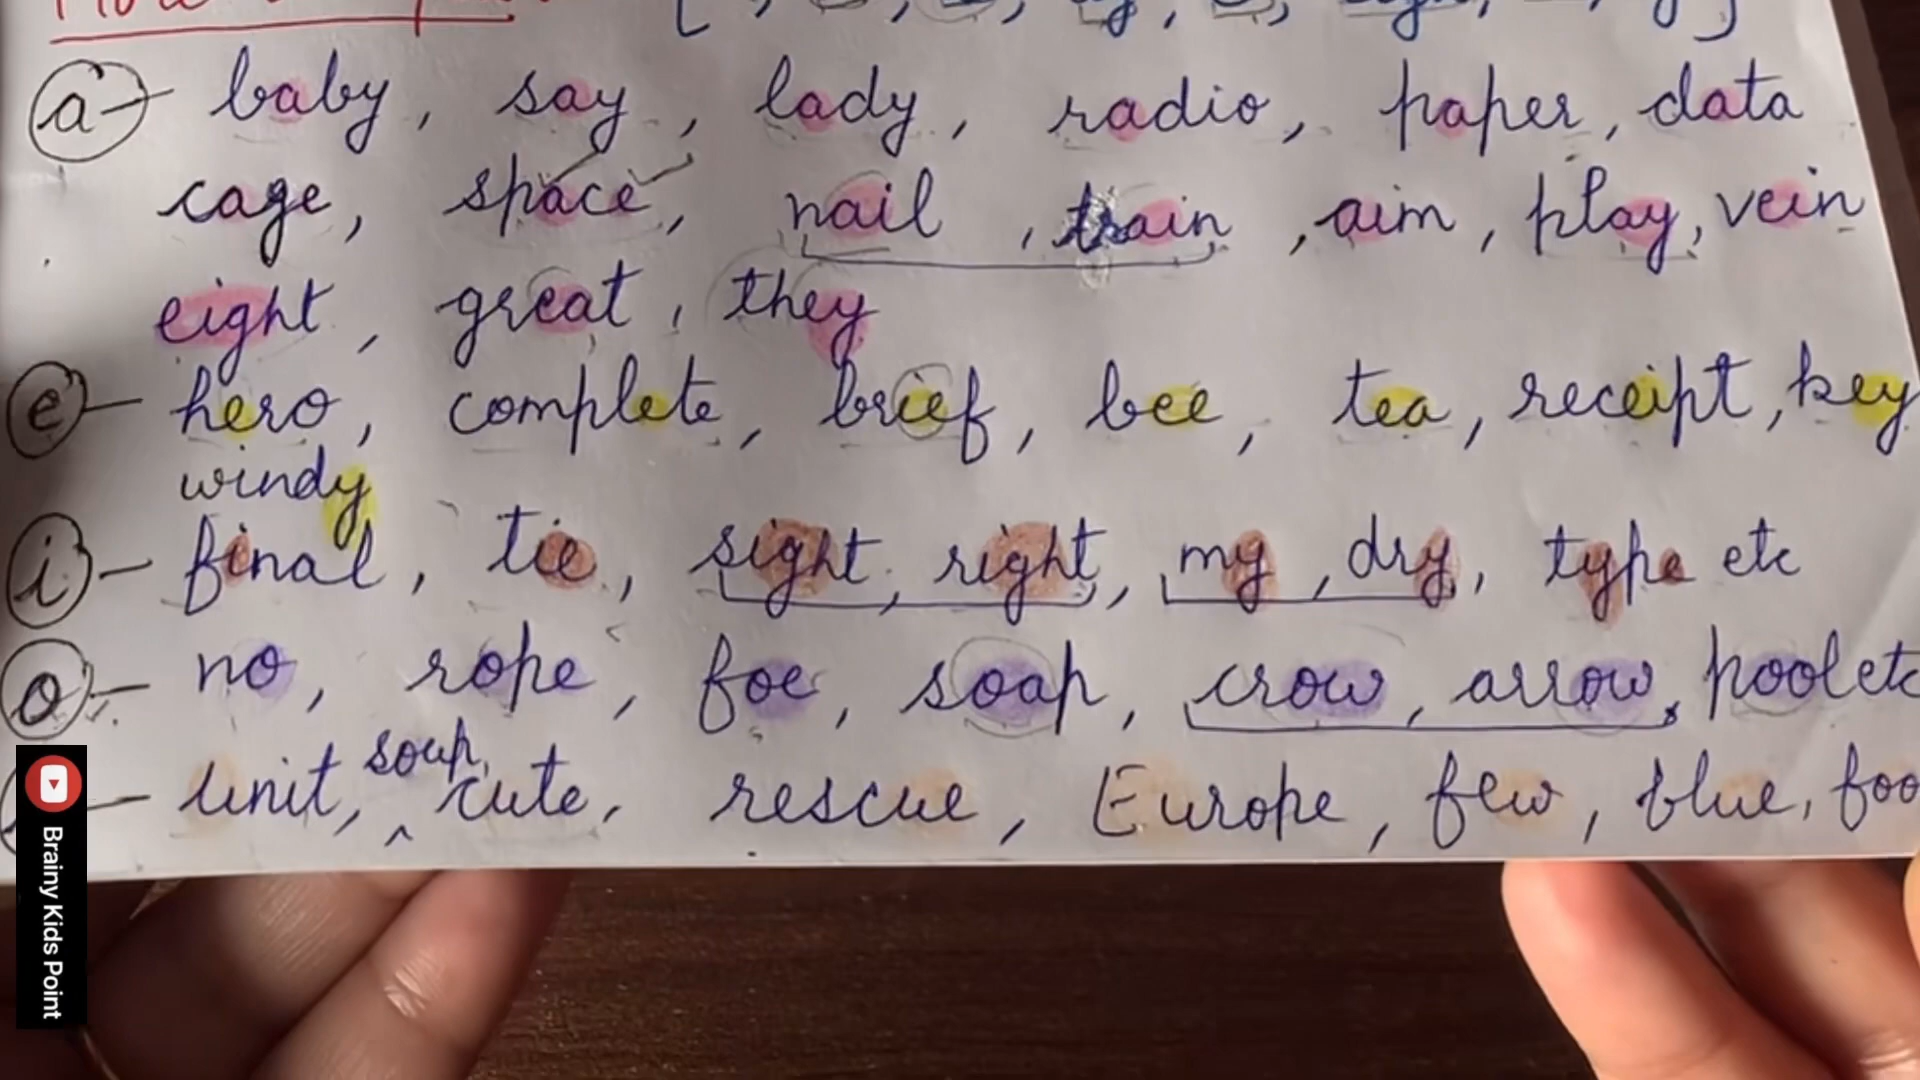 a - baby, say, lady, radio, paper, data
cage, space, nail, train, aim, play, vein
eight, great, they
e - hero, complete, brief, bee, tea, receipt, key
windy
i - final, tie, sight, right, my, dry, type etc
o - no, rope, foe, soap, crow, arrow, pool etc
soup,
- unit, cute, rescue, Europe, few, blue, foo
Brainy Kids Point